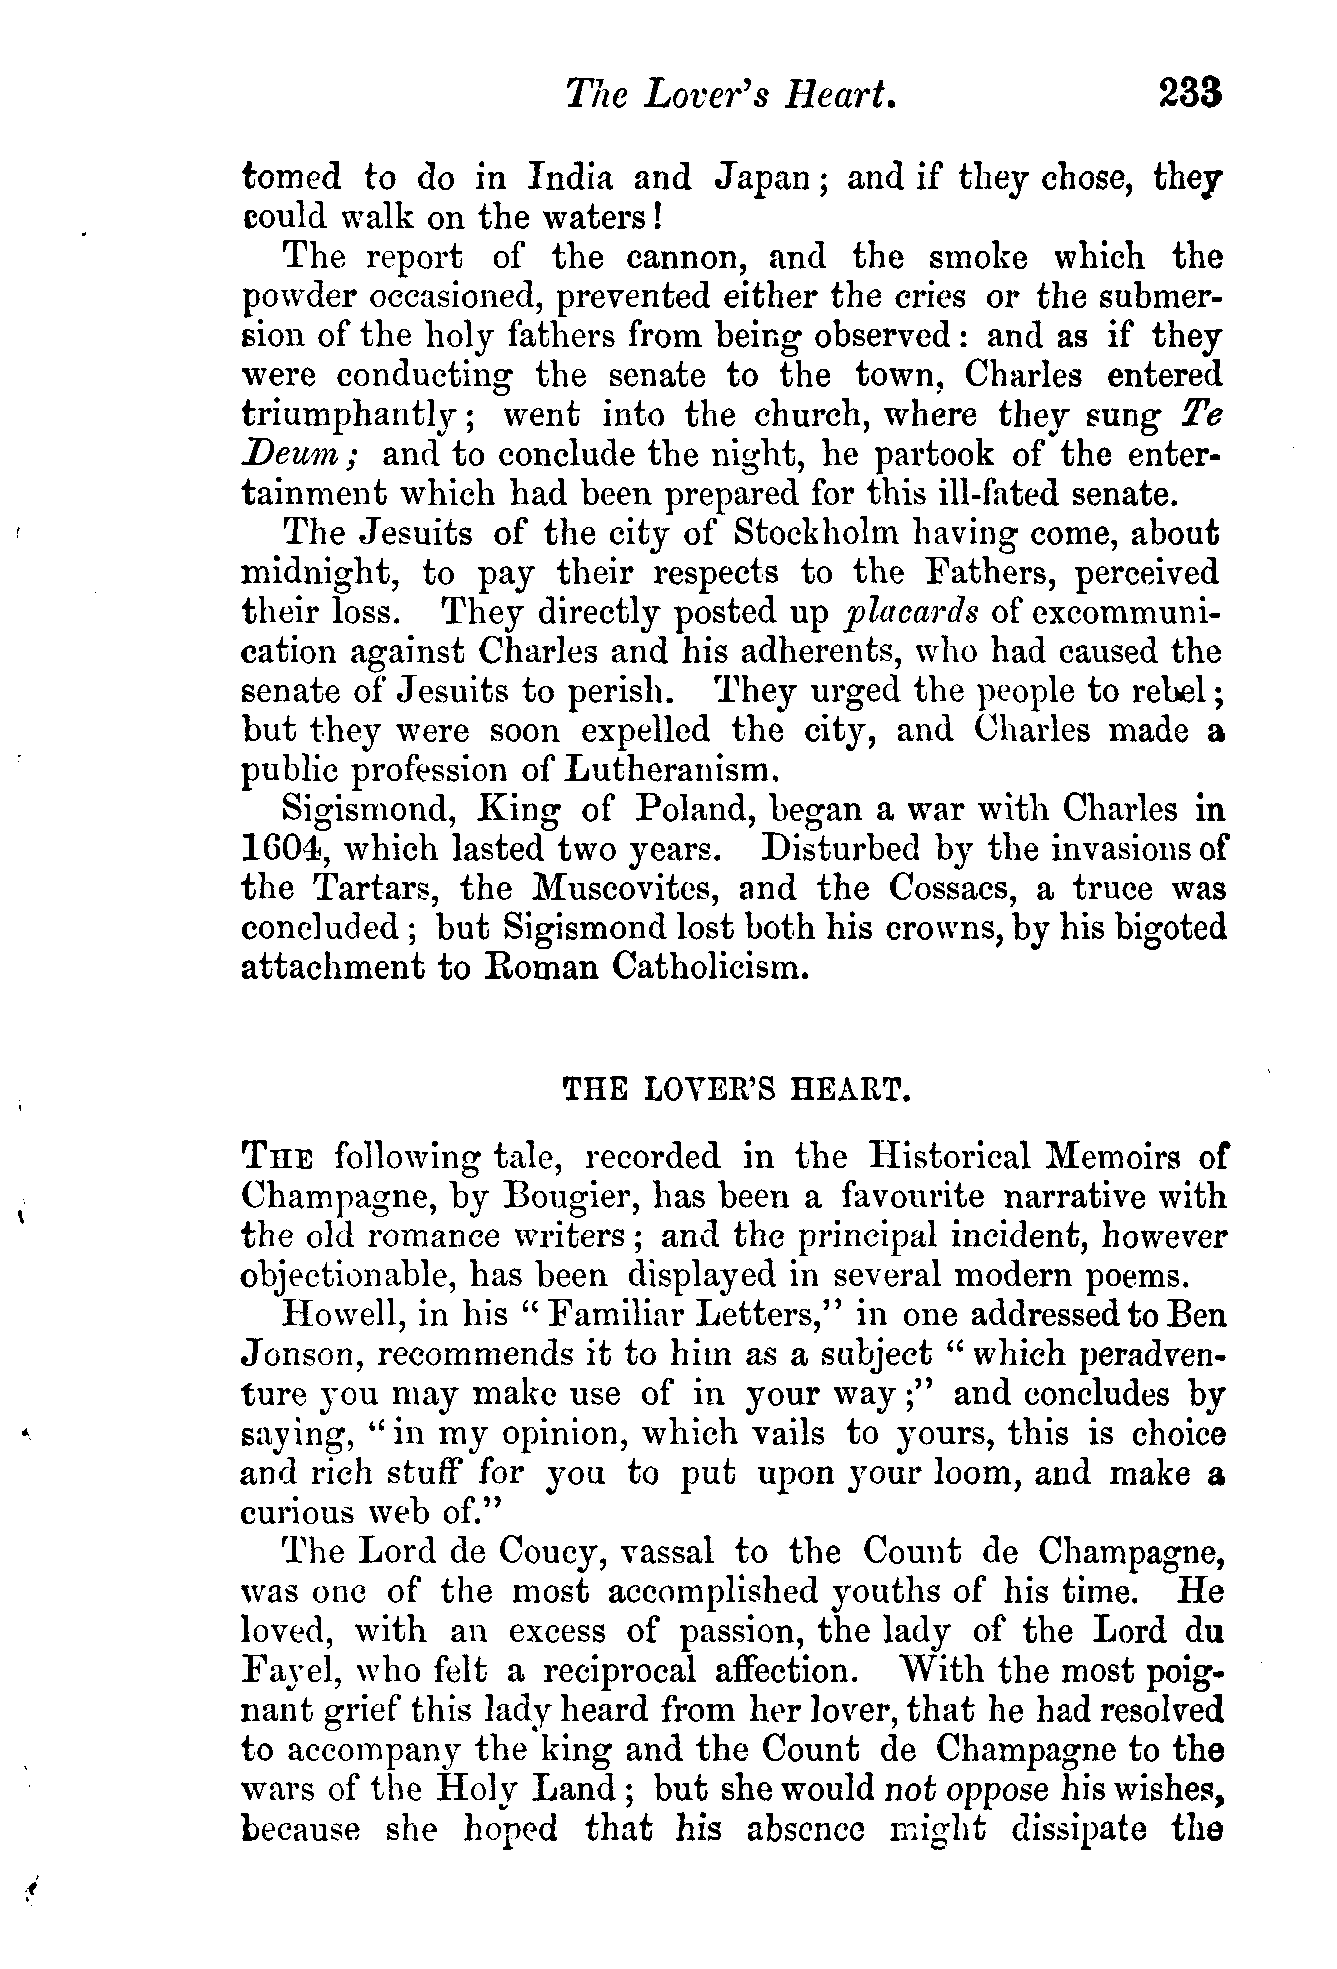 The Lover's Heart. 233
tomed to do in India and Japan; and if they chose, they
could walk on the waters!
The report of the cannon, and the smoke which the
powder occasioned, prevented either the cries or the submer-
sion of the holy fathers from being observed: and as if they
were conducting the senate to the town, Charles entered
triumphantly; went into the church, where they sung Te
Deum; and to conclude the night, he partook of the enter-
tainment which had been prepared for this ill-fated senate.
The Jesuits of the city of Stockholm having come, about
midnight, to pay their respects to the Fathers, perceived
their loss. They directly posted up placards of excommuni-
cation against Charles and his adherents, who had caused the
senate of Jesuits to perish. They urged the people to rebel;
but they were soon expelled the city, and Charles made a
public profession of Lutheranism.
Sigismond, King of Poland, began a war with Charles in
1604, which lasted two years. Disturbed by the invasions of
the Tartars, the Muscovites, and the Cossacs, a truce was
concluded; but Sigismond lost both his crowns, by his bigoted
attachment to Roman Catholicism.
THE LOVER'S HEART.
THE following tale, recorded in the Historical Memoirs of
Champagne, by Bougier, has been a favourite narrative with
the old romance writers; and the principal incident, however
objectionable, has been displayed in several modern poems.
Howell, in his "Familiar Letters," in one addressed to Ben
Jonson, recommends it to him as a subject "which peradven-
ture you may make use of in your way;" and concludes by
saying, "in my opinion, which vails to yours, this is choice
and rich stuff for you to put upon your loom, and make a
curious web of."
The Lord de Coucy, vassal to the Count de Champagne,
was one of the most accomplished youths of his time. He
loved, with an excess of passion, the lady of the Lord du
Fayel, who felt a reciprocal affection. With the most poig-
nant grief this lady heard from her lover, that he had resolved
to accompany the king and the Count de Champagne to the
wars of the Holy Land; but she would not oppose his wishes,
because she hoped that his absence might dissipate the